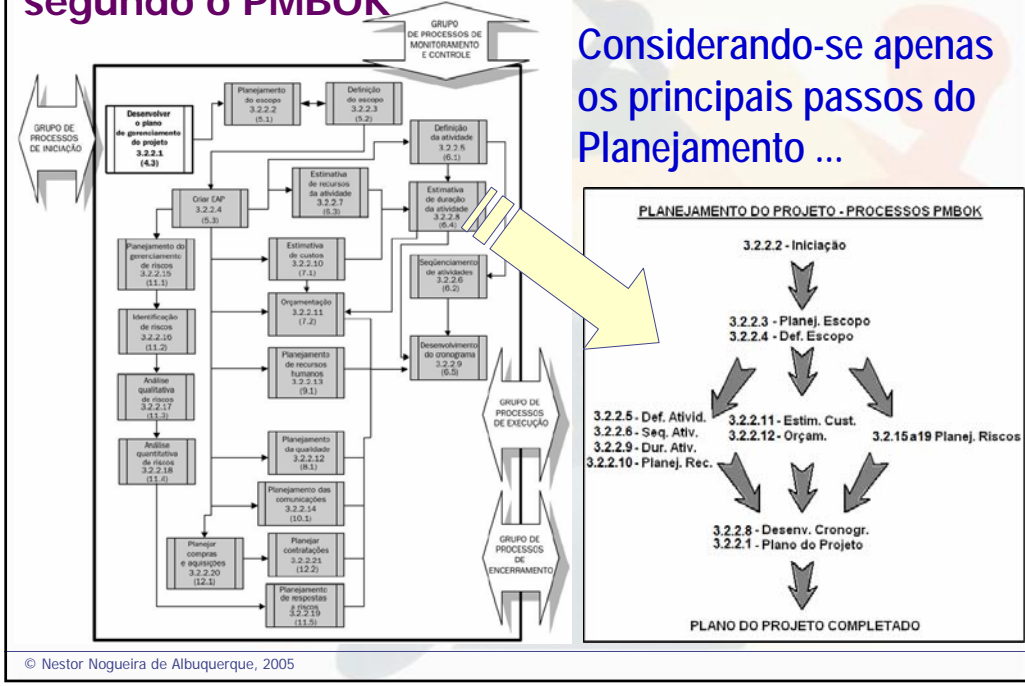 segundo o PMBOK
GRUPO
DE PROCESSOS DE
MONITORAMENTO
E CONTROLE
GRUPO DE
PROCESSOS
DE INICIAÇÃO
Desenvolver
o plano
de gerenciamento
do projeto
3.2.2.1
(4.3)
Planejamento
do escopo
3.2.2.2
(5.1)
Definição
do escopo
3.2.2.3
(5.2)
Definição
da atividade
3.2.2.5
(6.1)
Criar EAP
3.2.2.4
(5.3)
Estimativa
de recursos
da atividade
3.2.2.7
(5.3)
Estimativa
de duração
da atividade
3.2.2.8
(6.4)
Planejamento do
gerenciamento
de riscos
3.2.2.15
(11.1)
Estimativa
de custos
3.2.2.10
(7.1)
Seqüenciamento
de atividades
3.2.2.6
(6.2)
Orçamentação
3.2.2.11
(7.2)
Identificação
de riscos
3.2.2.16
(11.2)
Desenvolvimento
do cronograma
3.2.2.9
(6.5)
Planejamento
de recursos
humanos
3.2.2.13
(9.1)
Análise
qualitativa
de riscos
3.2.2.17
(11.3)
GRUPO DE
PROCESSOS
DE EXECUÇÃO
Análise
quantitativa
de riscos
3.2.2.18
(11.4)
Planejamento
da qualidade
3.2.2.12
(8.1)
Planejamento das
comunicações
3.2.2.14
(10.1)
Planejar
compras
e aquisições
3.2.2.20
(12.1)
Planejar
contratações
3.2.2.21
(12.2)
GRUPO DE
PROCESSOS
DE
ENCERRAMENTO
Planejamento
de respostas
a riscos
3.2.2.19
(11.5)
Considerando-se apenas
os principais passos do
Planejamento ...
PLANEJAMENTO DO PROJETO - PROCESSOS PMBOK
3.2.2.2 - Iniciação
3.2.2.3 - Planej. Escopo
3.2.2.4 - Def. Escopo
3.2.2.5 - Def. Ativid.
3.2.2.6 - Seq. Ativ.
3.2.2.9 - Dur. Ativ.
3.2.2.10 - Planej. Rec.
3.2.2.11 - Estim. Cust.
3.2.2.12 - Orçam.
3.2.15 a 19 Planej. Riscos
3.2.2.8 - Desenv. Cronogr.
3.2.2.1 - Plano do Projeto
PLANO DO PROJETO COMPLETADO
© Nestor Nogueira de Albuquerque, 2005